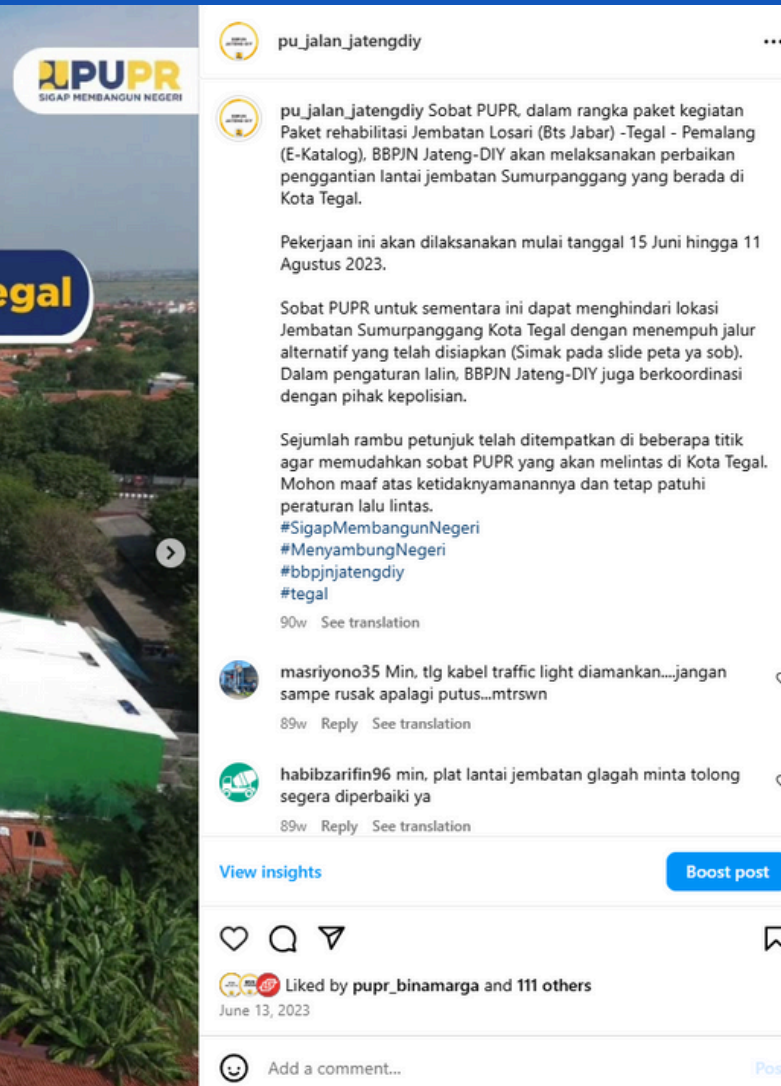 PUPR
SIGAP MEMBANGUN NEGERI
egal
pu_jalan_jatengdiy
pu_jalan_jatengdiy Sobat PUPR, dalam rangka paket kegiatan
Paket rehabilitasi Jembatan Losari (Bts Jabar) -Tegal - Pemalang
(E-Katalog), BBPJN Jateng-DIY akan melaksanakan perbaikan
penggantian lantai jembatan Sumurpanggang yang berada di
Kota Tegal.
Pekerjaan ini akan dilaksanakan mulai tanggal 15 Juni hingga 11
Agustus 2023.
Sobat PUPR untuk sementara ini dapat menghindari lokasi
Jembatan Sumurpanggang Kota Tegal dengan menempuh jalur
alternatif yang telah disiapkan (Simak pada slide peta ya sob).
Dalam pengaturan lalin, BBPJN Jateng-DIY juga berkoordinasi
dengan pihak kepolisian.
Sejumlah rambu petunjuk telah ditempatkan di beberapa titik
agar memudahkan sobat PUPR yang akan melintas di Kota Tegal.
Mohon maaf atas ketidaknyamanannya dan tetap patuhi
peraturan lalu lintas.
#SigapMembangunNegeri
#MenyambungNegeri
#bbpjnjatengdiy
#tegal
90w See translation
masriyono35 Min, tlg kabel traffic light diamankan....jangan
sampe rusak apalagi putus...mtrswn
89w Reply See translation
habibzarifin96 min, plat lantai jembatan glagah minta tolong
segera diperbaiki ya
89w Reply See translation
View insights
Boost post
Liked by pupr_binamarga and 111 others
June 13, 2023
Add a comment...
Pos